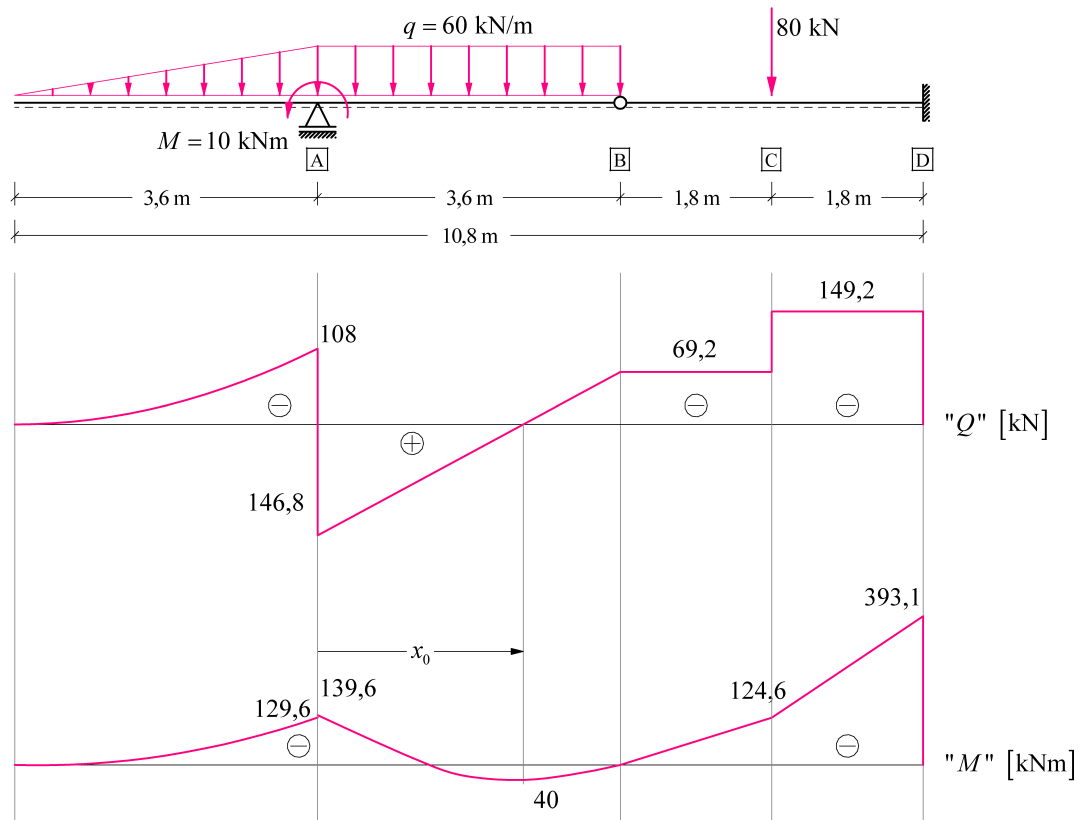 q = 60 kN/m
80 kN
M = 10 kNm
A B C D
3,6 m 3,6 m 1,8 m 1,8 m
10,8 m
149,2
108
69,2
"Q" [kN]
146,8
393,1
x₀
139,6
124,6
129,6
"M" [kNm]
40